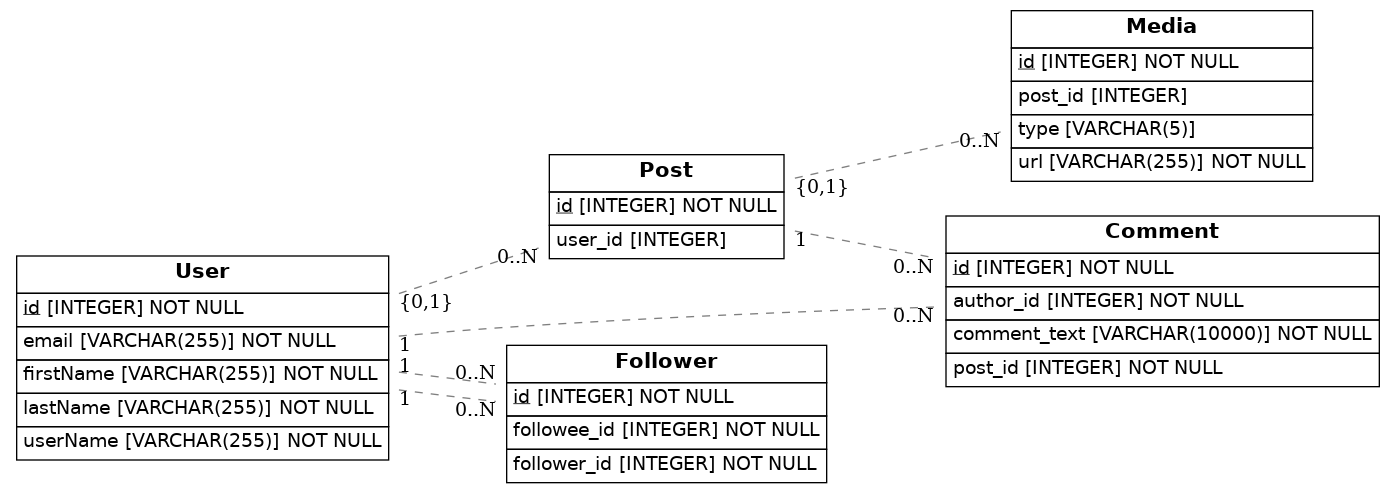 Media
id [INTEGER] NOT NULL
post_id [INTEGER]
type [VARCHAR(5)]
url [VARCHAR(255)] NOT NULL
0..N
{0,1}
Post
id [INTEGER] NOT NULL
user_id [INTEGER]
1
0..N
0..N
{0,1}
Comment
id [INTEGER] NOT NULL
author_id [INTEGER] NOT NULL
comment_text [VARCHAR(10000)] NOT NULL
post_id [INTEGER] NOT NULL
0..N
1
User
id [INTEGER] NOT NULL
email [VARCHAR(255)] NOT NULL
firstName [VARCHAR(255)] NOT NULL
lastName [VARCHAR(255)] NOT NULL
userName [VARCHAR(255)] NOT NULL
1
0..N
1
0..N
Follower
id [INTEGER] NOT NULL
followee_id [INTEGER] NOT NULL
follower_id [INTEGER] NOT NULL